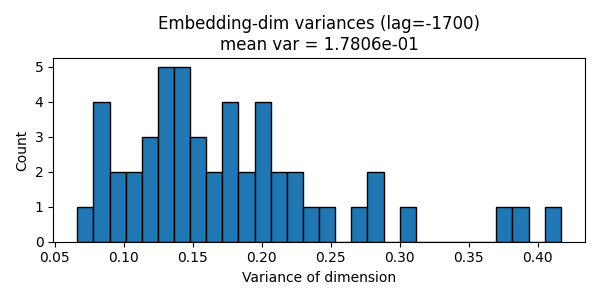 Embedding-dim variances (lag=-1700)
mean var = 1.7806e-01
Count
5
4
3
2
1
0
0.05 0.10 0.15 0.20 0.25 0.30 0.35 0.40
Variance of dimension